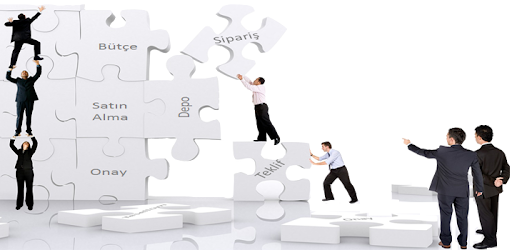 Bütçe
Sipariş
Satın
Alma
Depo
Onay
Teklif